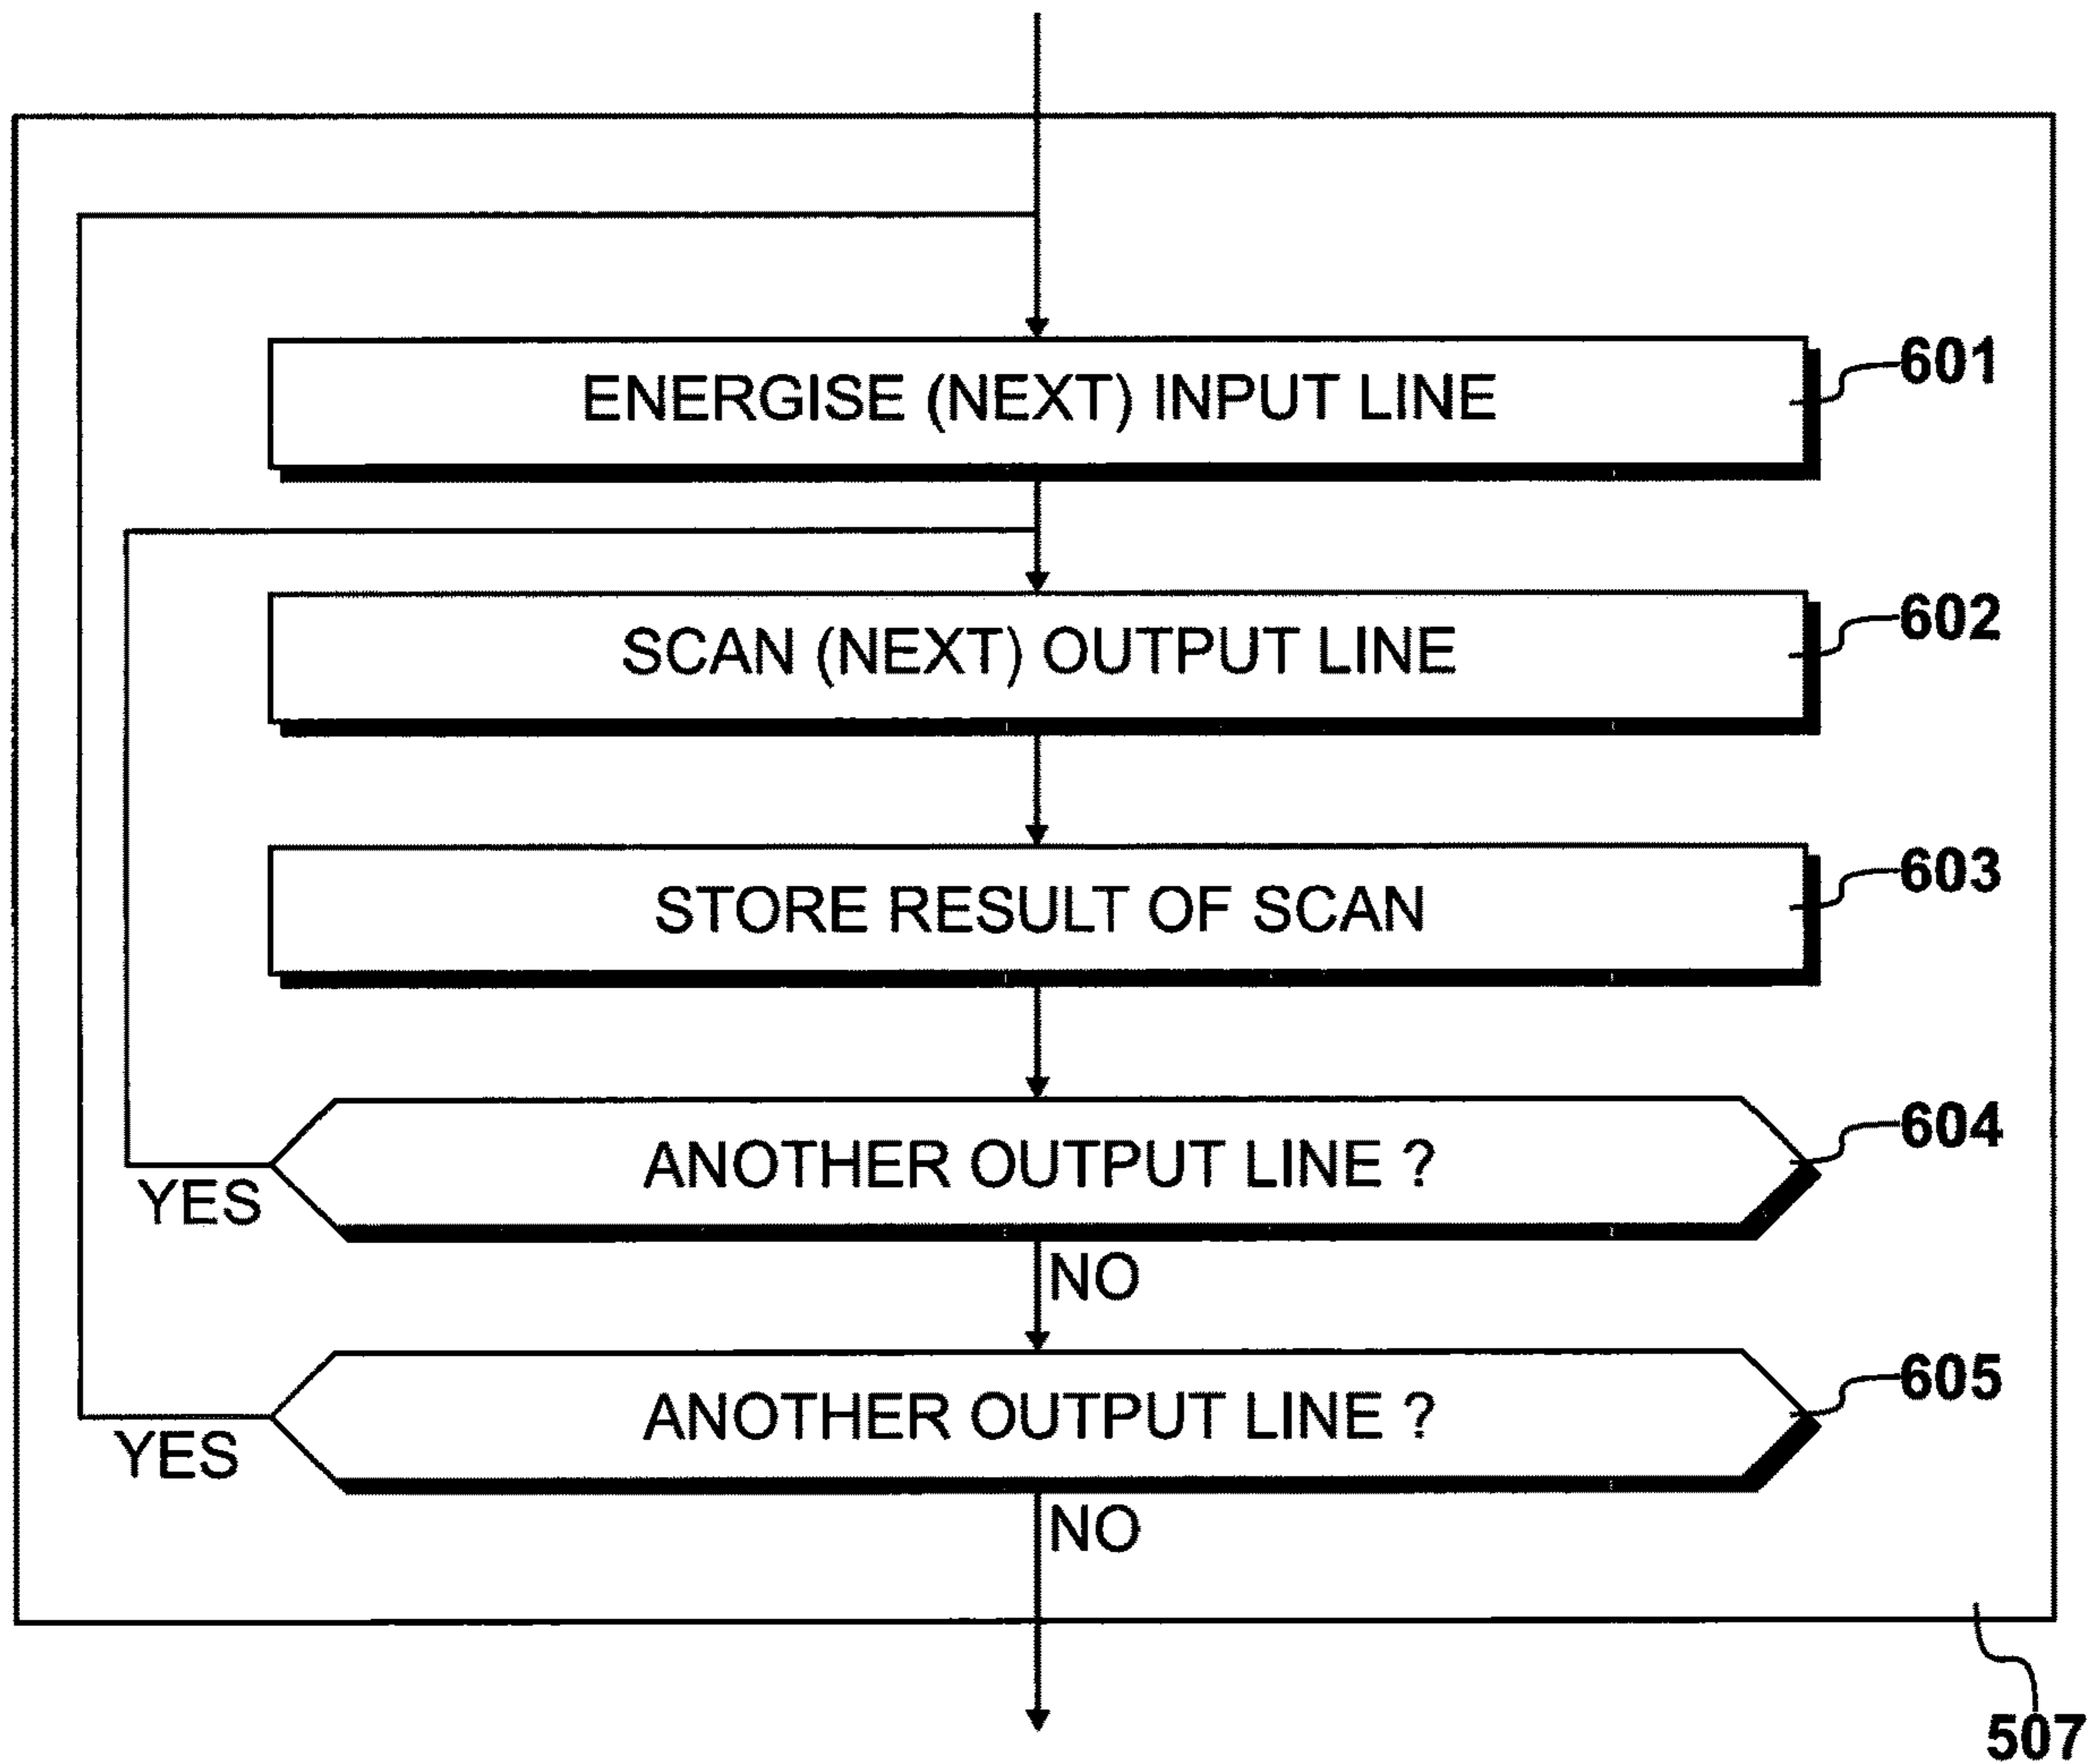 ENERGISE (NEXT) INPUT LINE
601
SCAN (NEXT) OUTPUT LINE
602
STORE RESULT OF SCAN
603
ANOTHER OUTPUT LINE ?
604
YES
NO
ANOTHER OUTPUT LINE ?
605
YES
NO
507